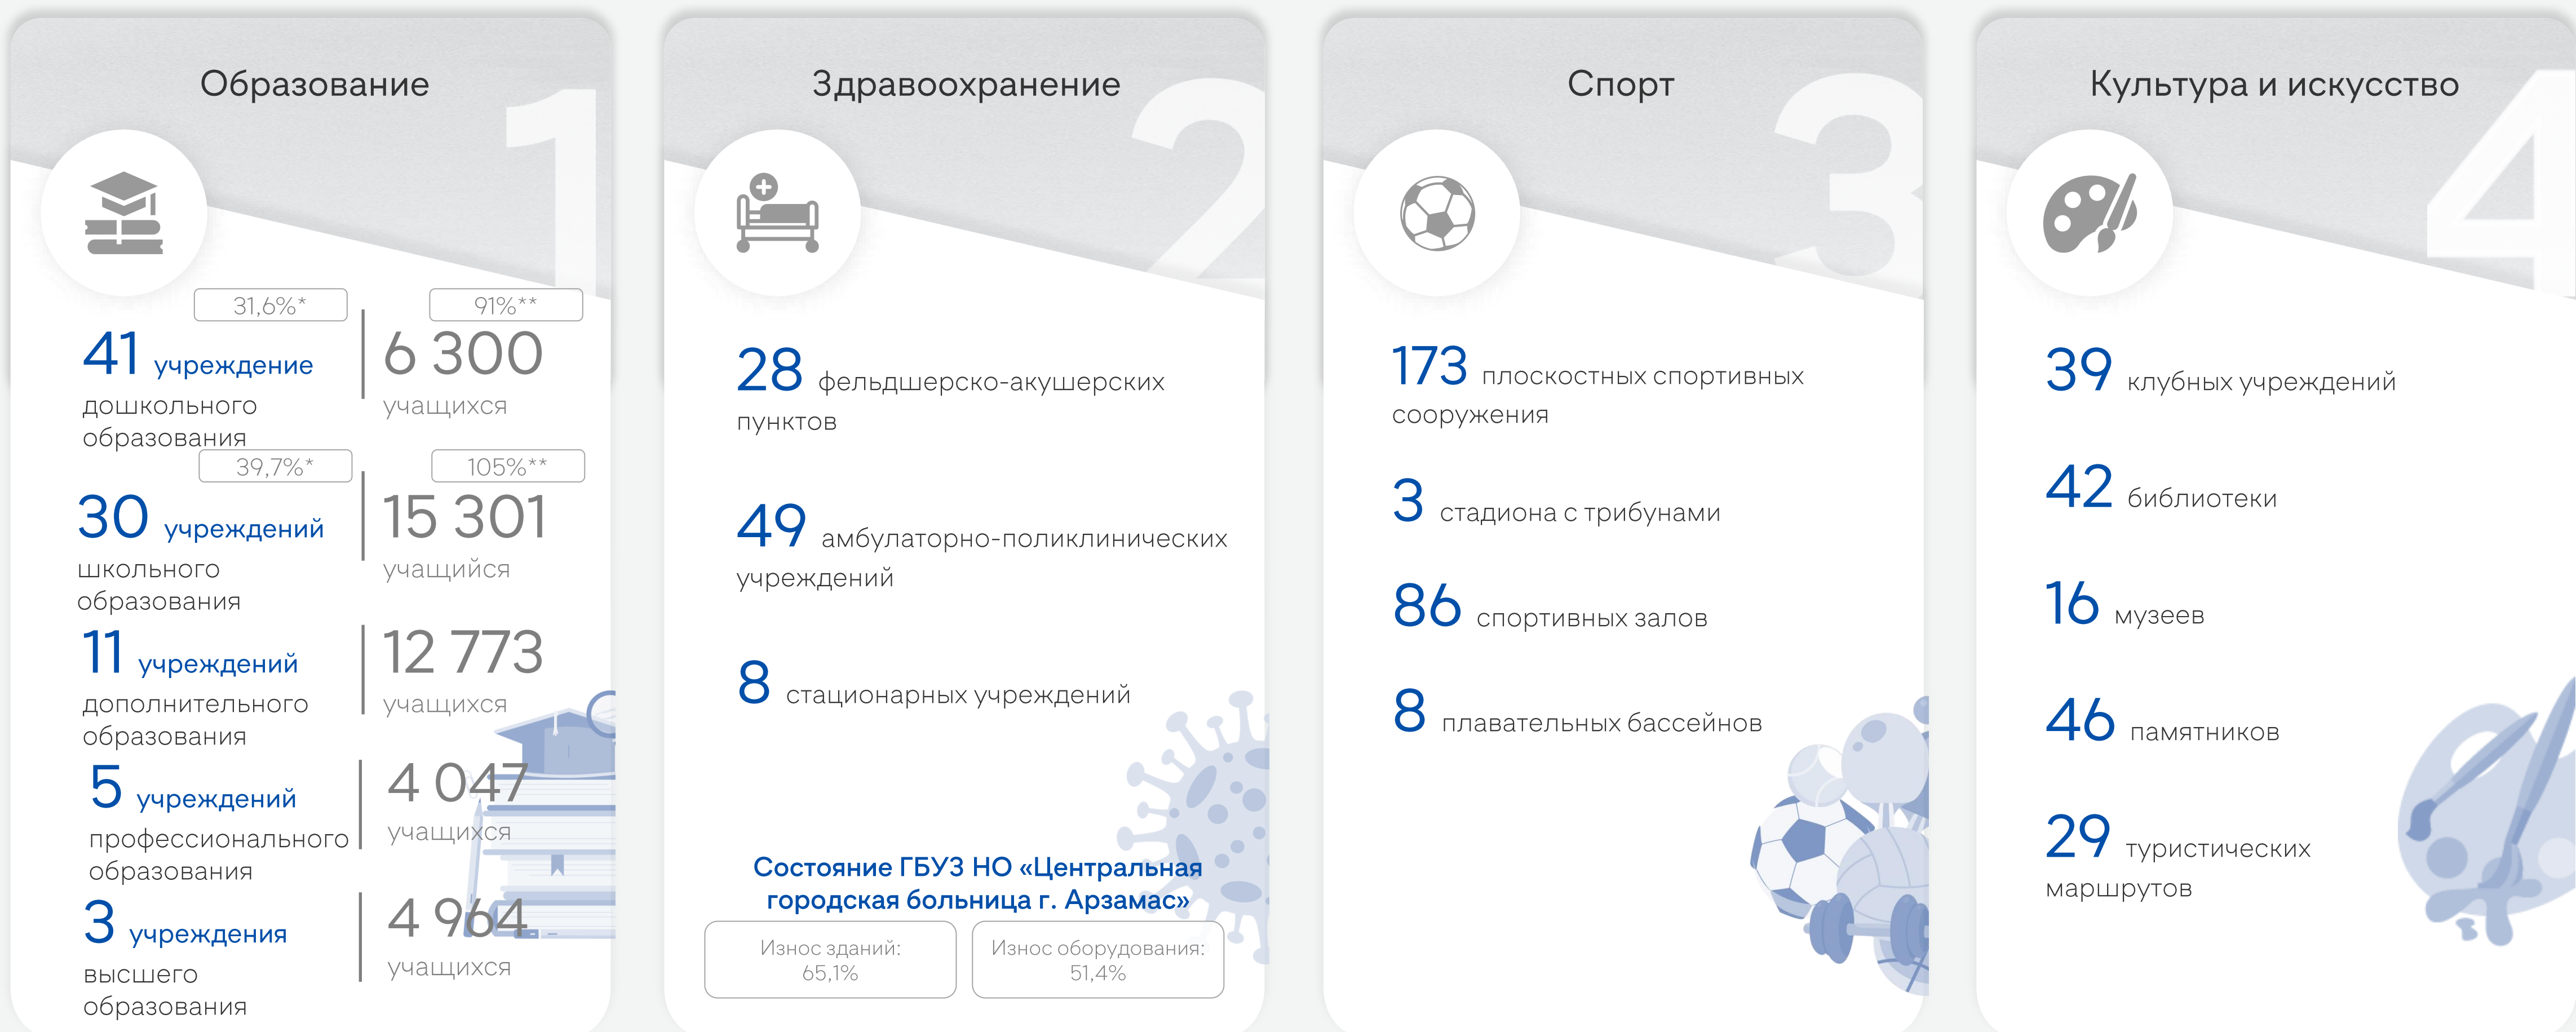 Образование
1
31,6%*
91%**
41 учреждение
дошкольного
образования
6 300
учащихся
39,7%*
105%**
30 учреждений
школьного
образования
15 301
учащийся
11 учреждений
дополнительного
образования
12 773
учащихся
5 учреждений
профессионального
образования
4 047
учащихся
3 учреждения
высшего
образования
4 964
учащихся
Здравоохранение
2
28 фельдшерско-акушерских
пунктов
49 амбулаторно-поликлинических
учреждений
8 стационарных учреждений
Состояние ГБУЗ НО «Центральная
городская больница г. Арзамас»
Износ зданий:
65,1%
Износ оборудования:
51,4%
Спорт
3
173 плоскостных спортивных
сооружения
3 стадиона с трибунами
86 спортивных залов
8 плавательных бассейнов
Культура и искусство
4
39 клубных учреждений
42 библиотеки
16 музеев
46 памятников
29 туристических
маршрутов